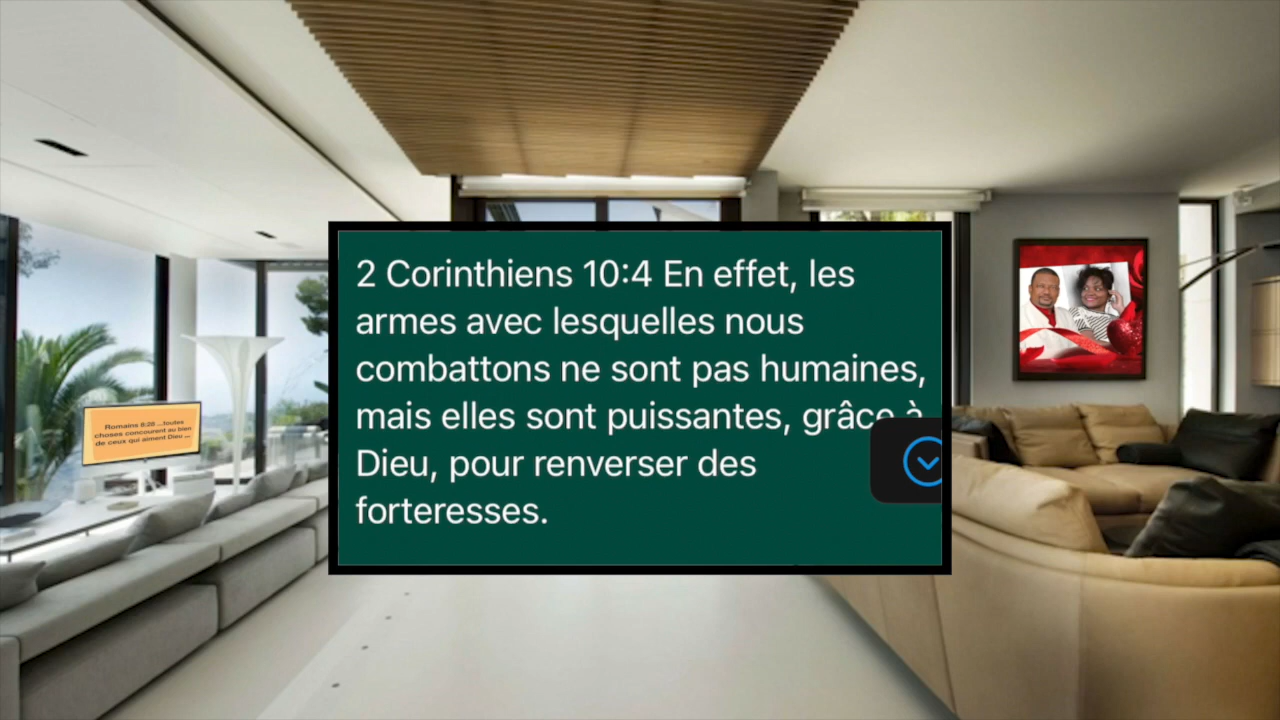 2 Corinthiens 10:4 En effet, les
armes avec lesquelles nous
combattons ne sont pas humaines,
mais elles sont puissantes, grâce à
Dieu, pour renverser des
forteresses.
Romains 8:28 ...toutes
choses concourent au bien
de ceux qui aiment Dieu ...